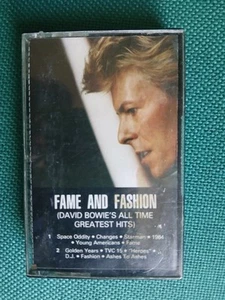 FAME AND FASHION
(DAVID BOWIE'S ALL TIME
GREATEST HITS)
1 Space Oddity • Changes • Starman • 1984
• Young Americans • Fame
2 Golden Years • TVC 15 • "Heroes" •
D.J. • Fashion • Ashes To Ashes